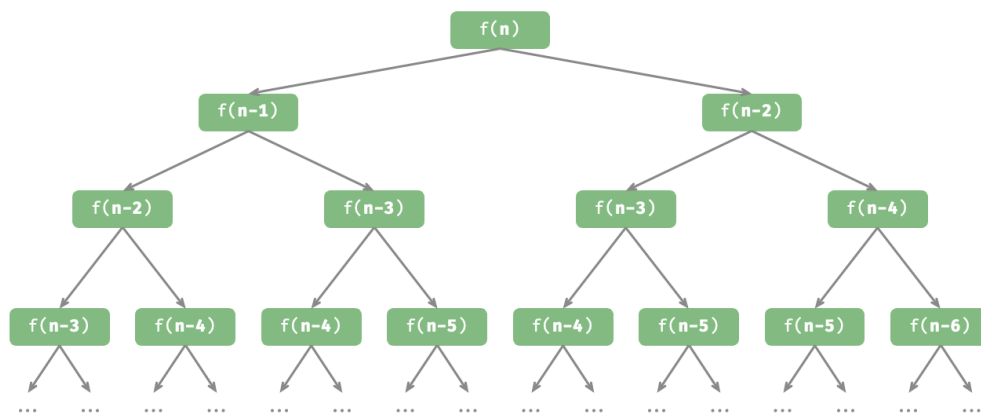 f(n)
f(n-1) f(n-2)
f(n-2) f(n-3) f(n-3) f(n-4)
f(n-3) f(n-4) f(n-4) f(n-5) f(n-4) f(n-5) f(n-5) f(n-6)
... ... ... ... ... ... ... ... ... ... ... ... ... ... ... ...